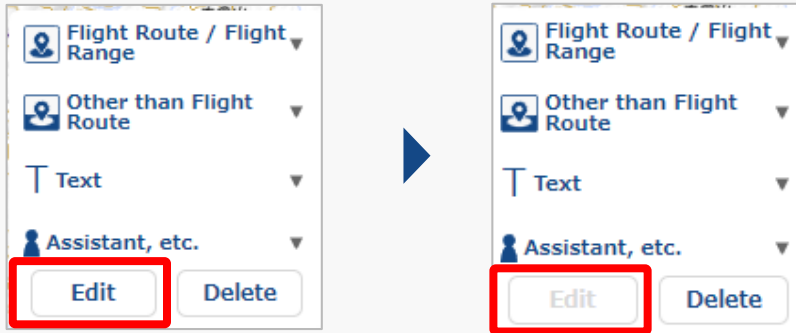 Flight Route / Flight
Range
▼
Other than Flight
Route
▼
Text
▼
Assistant, etc.
▼
Edit
Delete
Flight Route / Flight
Range
▼
Other than Flight
Route
▼
Text
▼
Assistant, etc.
▼
Edit
Delete